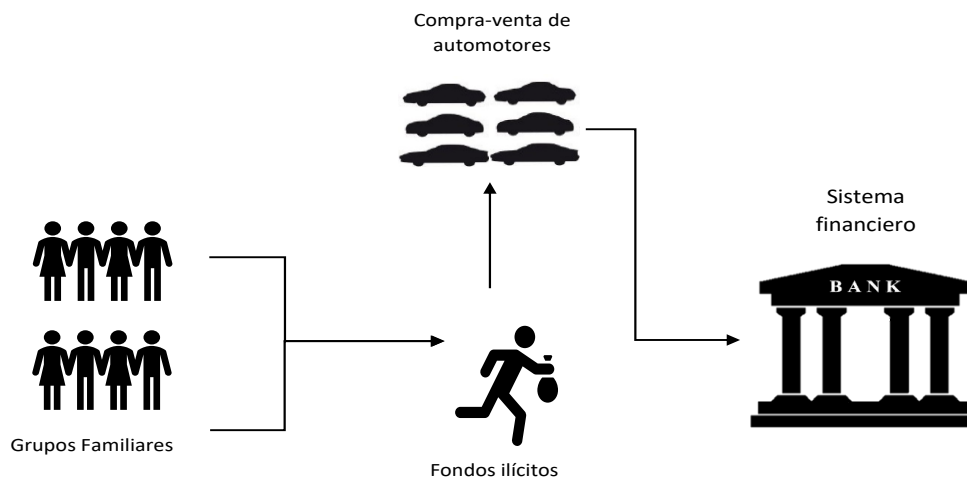 Compra-venta de
automotores
Sistema
financiero
BANK
Grupos Familiares
Fondos ilícitos